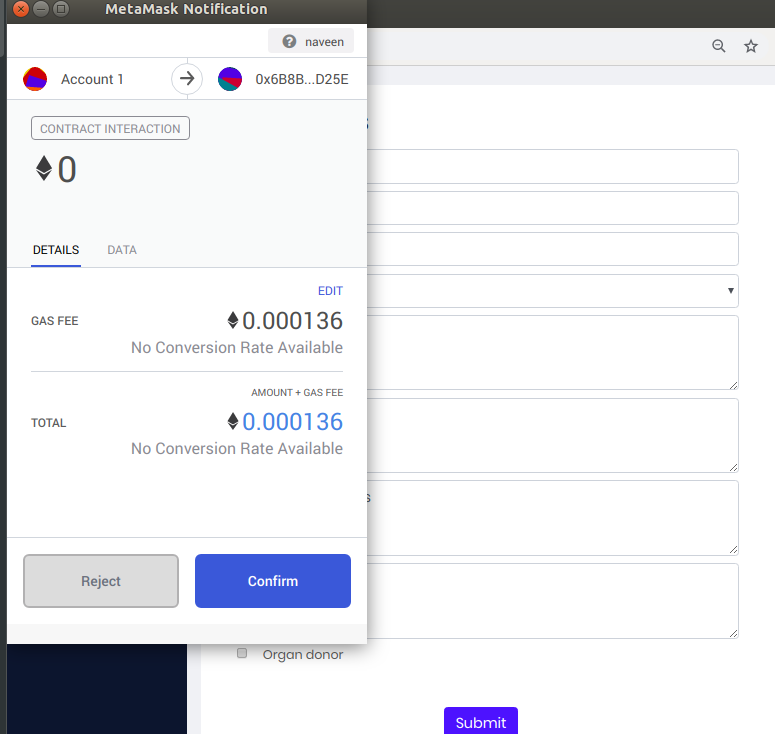 MetaMask Notification
naveen
Account 1
0x6B8B...D25E
CONTRACT INTERACTION
0
DETAILS
DATA
EDIT
GAS FEE
0.000136
No Conversion Rate Available
AMOUNT + GAS FEE
TOTAL
0.000136
No Conversion Rate Available
Reject
Confirm
Organ donor
Submit